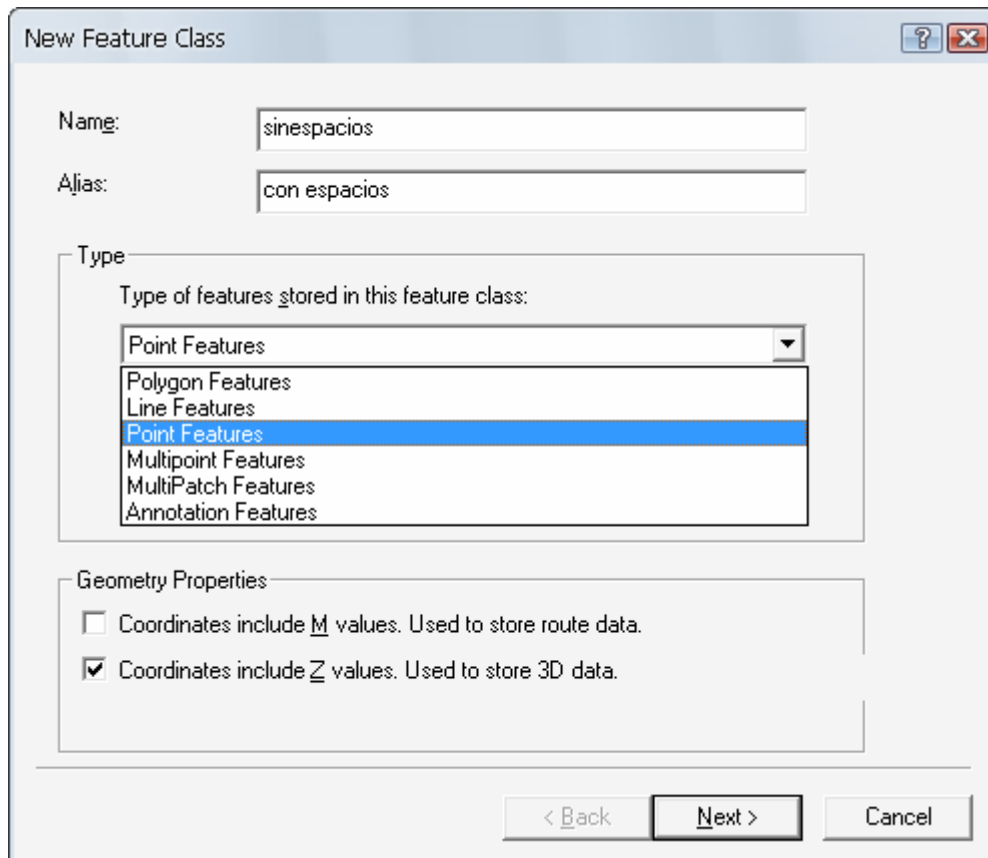 New Feature Class
Name:
sinespacios
Alias:
con espacios
Type
Type of features stored in this feature class:
Point Features
Polygon Features
Line Features
Point Features
Multipoint Features
MultiPatch Features
Annotation Features
Geometry Properties
Coordinates include M values. Used to store route data.
Coordinates include Z values. Used to store 3D data.
< Back
Next >
Cancel